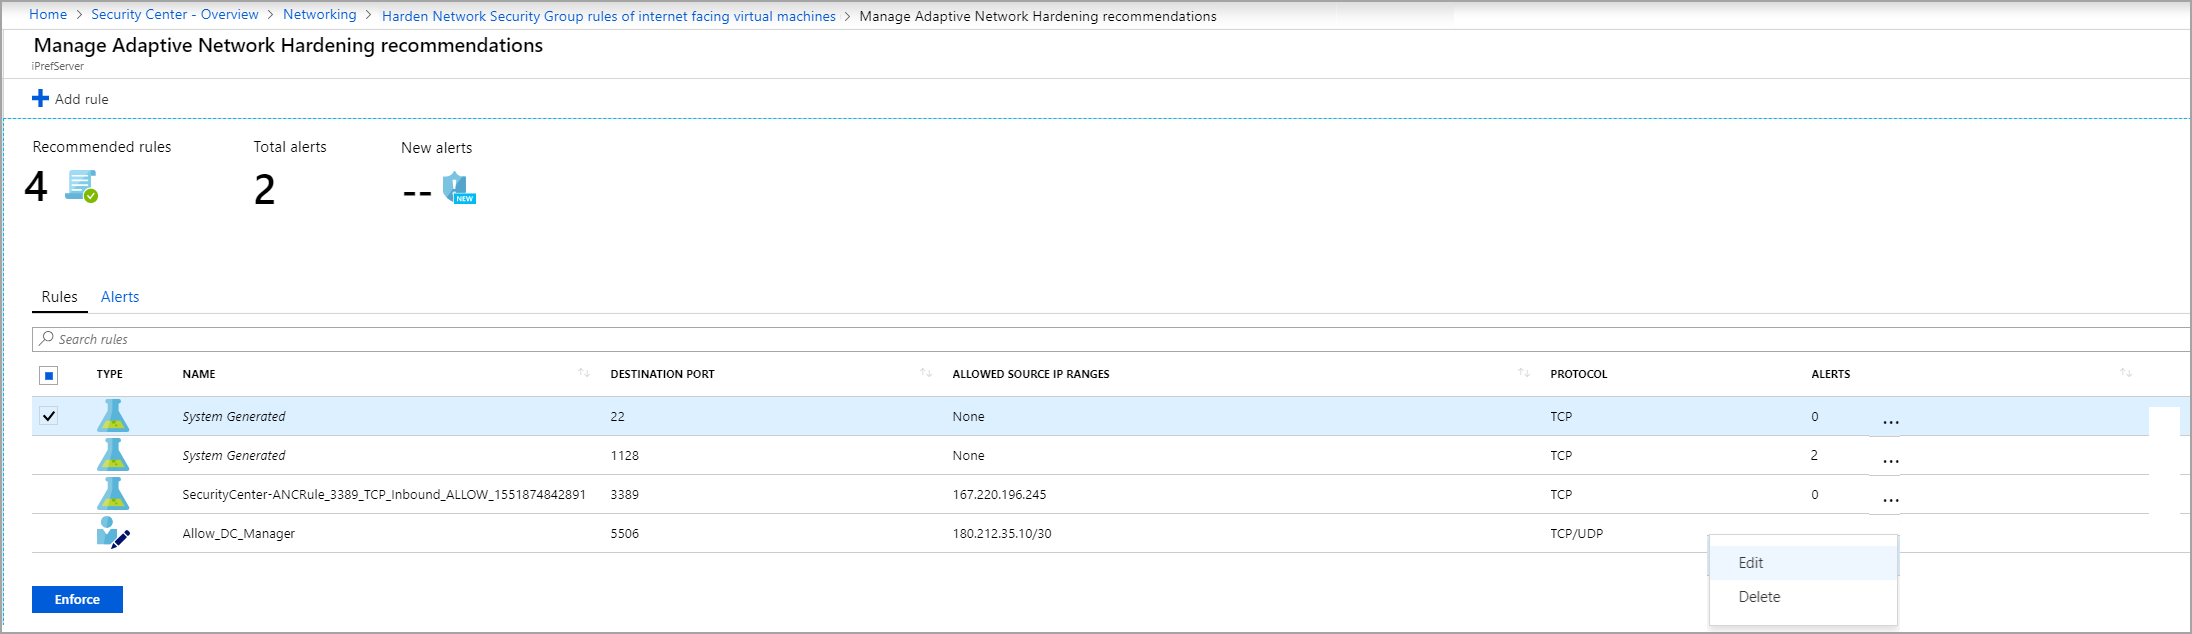 Home > Security Center - Overview > Networking > Harden Network Security Group rules of internet facing virtual machines > Manage Adaptive Network Hardening recommendations
Manage Adaptive Network Hardening recommendations
iPrefServer
Add rule
Recommended rules Total alerts New alerts
4 2 --
NEW
Rules Alerts
Search rules
TYPE NAME DESTINATION PORT ALLOWED SOURCE IP RANGES PROTOCOL ALERTS
System Generated 22 None TCP 0 ...
System Generated 1128 None TCP 2 ...
SecurityCenter-ANCRule_3389_TCP_Inbound_ALLOW_1551874842891 3389 167.220.196.245 TCP 0 ...
Allow_DC_Manager 5506 180.212.35.10/30 TCP/UDP
Edit
Delete
Enforce